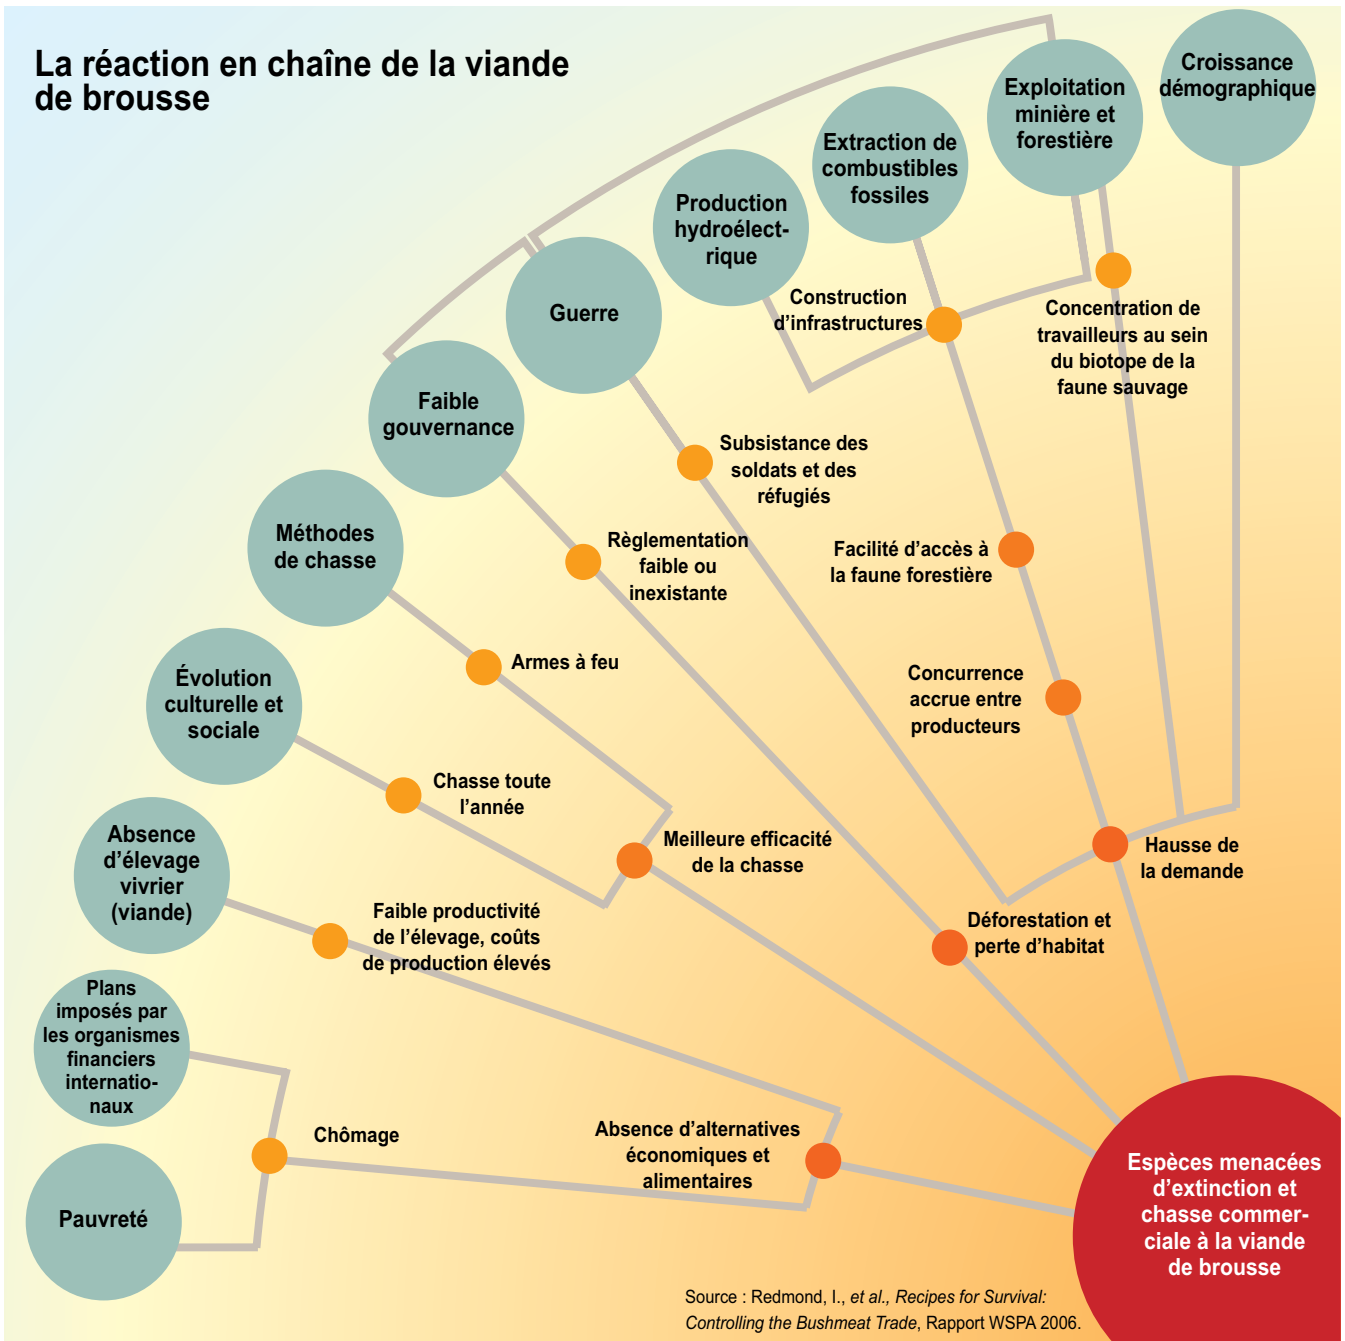 La réaction en chaîne de la viande
de brousse
Croissance
démographique
Exploitation
minière et
forestière
Extraction de
combustibles
fossiles
Production
hydroélect-
rique
Guerre
Faible
gouvernance
Méthodes
de chasse
Évolution
culturelle et
sociale
Absence
d'élevage
vivrier
(viande)
Plans
imposés par
les organismes
financiers
internatio-
naux
Pauvreté
Construction
d'infrastructures
Concentration de
travailleurs au sein
du biotope de la
faune sauvage
Subsistance des
soldats et des
réfugiés
Règlementation
faible ou
inexistante
Facilité d'accès à
la faune forestière
Armes à feu
Concurrence
accrue entre
producteurs
Chasse toute
l'année
Meilleure efficacité
de la chasse
Hausse de
la demande
Faible productivité
de l'élevage, coûts
de production élevés
Déforestation et
perte d'habitat
Chômage
Absence d'alternatives
économiques et
alimentaires
Espèces menacées
d'extinction et
chasse commer-
ciale à la viande
de brousse
Source : Redmond, I., et al., Recipes for Survival:
Controlling the Bushmeat Trade, Rapport WSPA 2006.